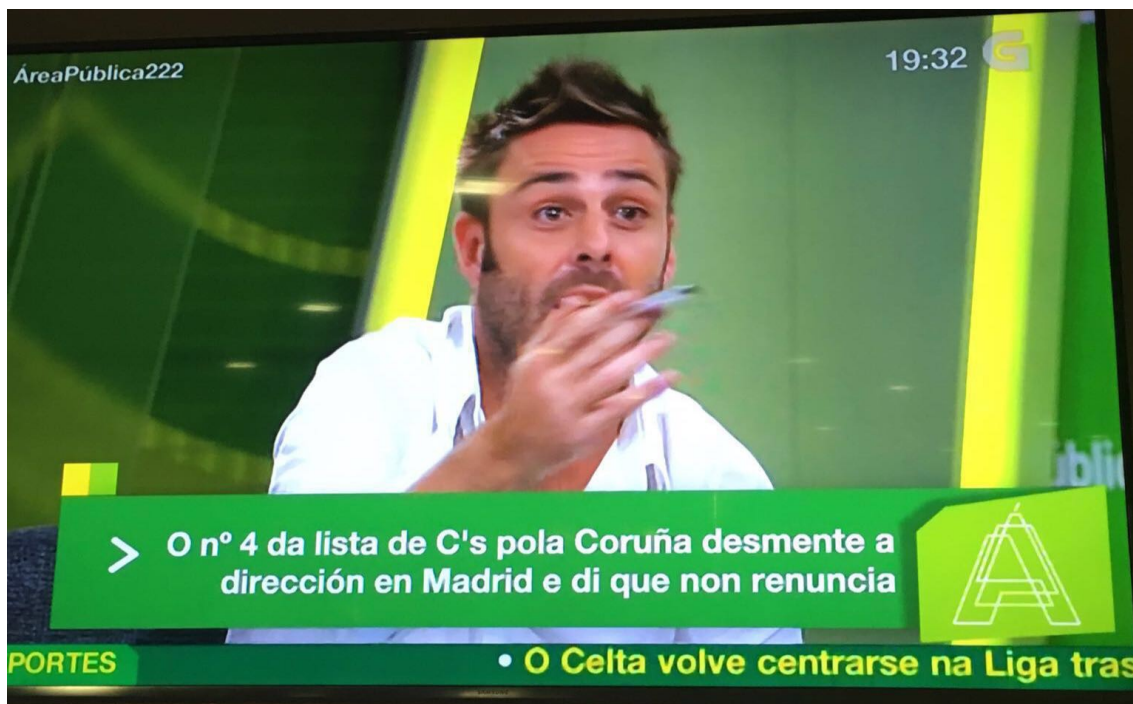 ÁreaPública222
19:32 G
úblic
O nº 4 da lista de C's pola Coruña desmente a
dirección en Madrid e di que non renuncia
PORTES
• O Celta volve centrarse na Liga tras